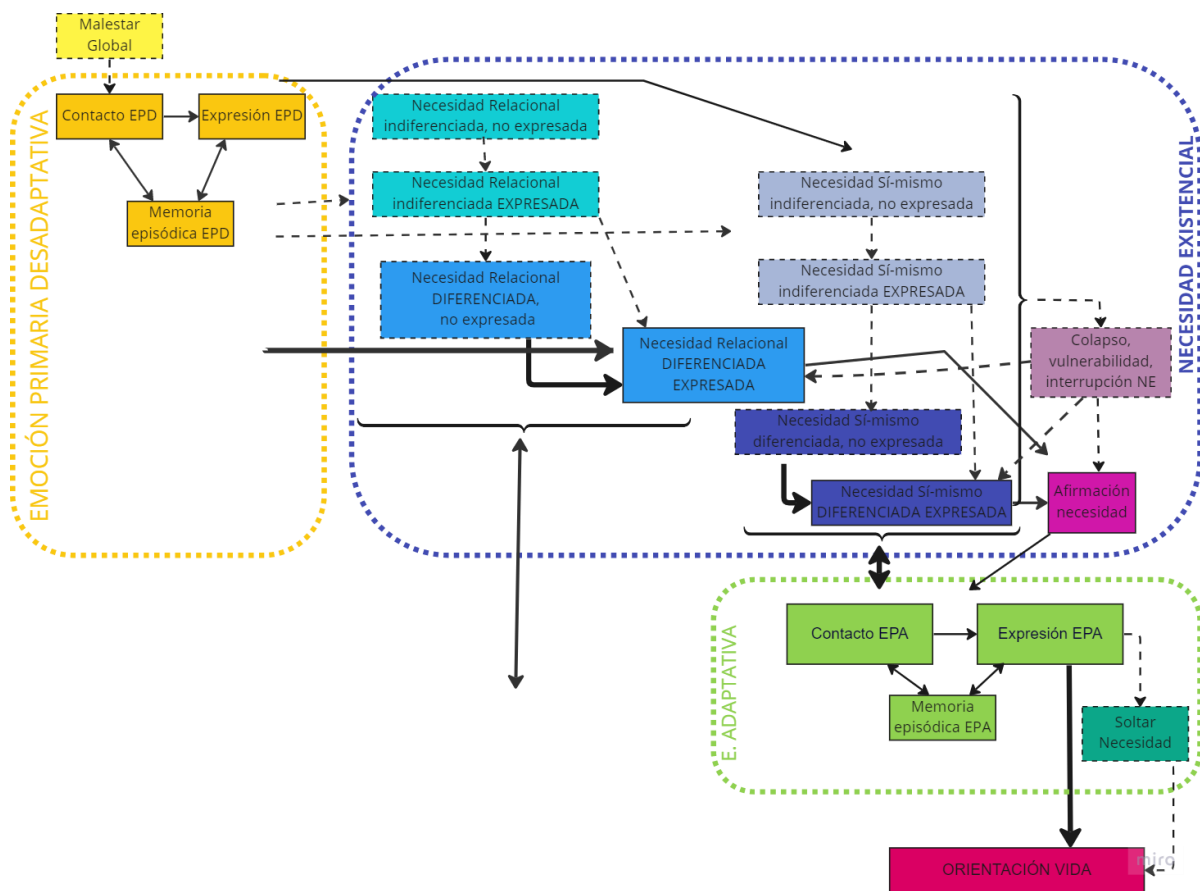 Malestar
Global
EMOCIÓN PRIMARIA DESADAPTATIVA
Contacto EPD
Expresión EPD
Memoria
episódica EPD
NECESIDAD EXISTENCIAL
Necesidad Relacional
indiferenciada, no expresada
Necesidad Relacional
indiferenciada EXPRESADA
Necesidad Relacional
DIFERENCIADA,
no expresada
Necesidad Relacional
DIFERENCIADA
EXPRESADA
Necesidad Sí-mismo
indiferenciada, no expresada
Necesidad Sí-mismo
indiferenciada EXPRESADA
Necesidad Sí-mismo
diferenciada, no expresada
Necesidad Sí-mismo
DIFERENCIADA EXPRESADA
Colapso,
vulnerabilidad,
interrupción NE
Afirmación
necesidad
E. ADAPTATIVA
Contacto EPA
Expresión EPA
Memoria
episódica EPA
Soltar
Necesidad
ORIENTACIÓN VIDA
miro